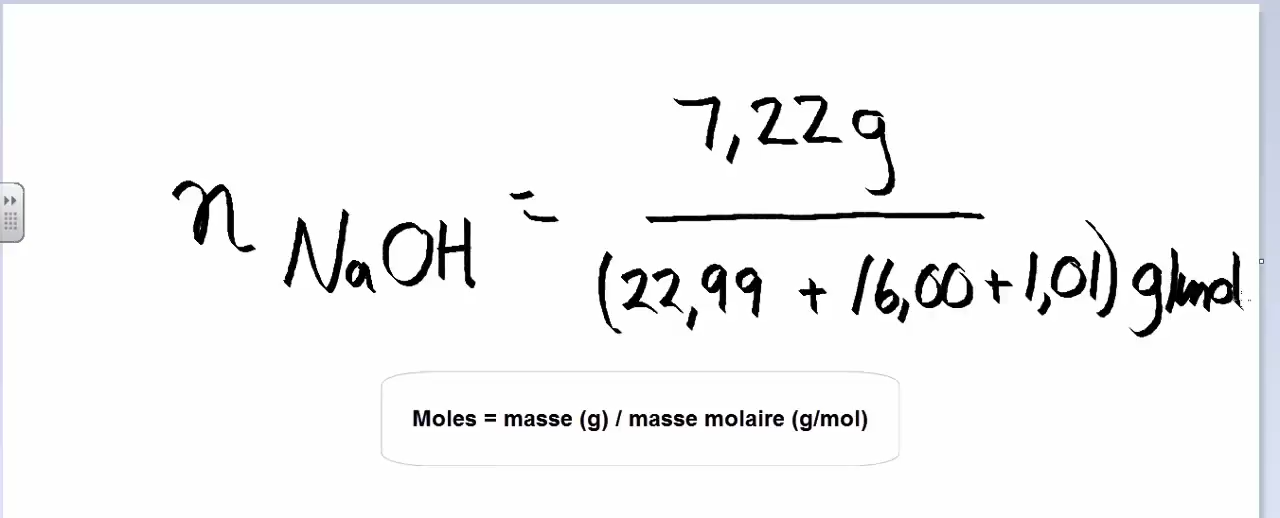 7,22g
n NaOH =
(22,99 + 16,00 + 1,01) g/mol
Moles = masse (g) / masse molaire (g/mol)